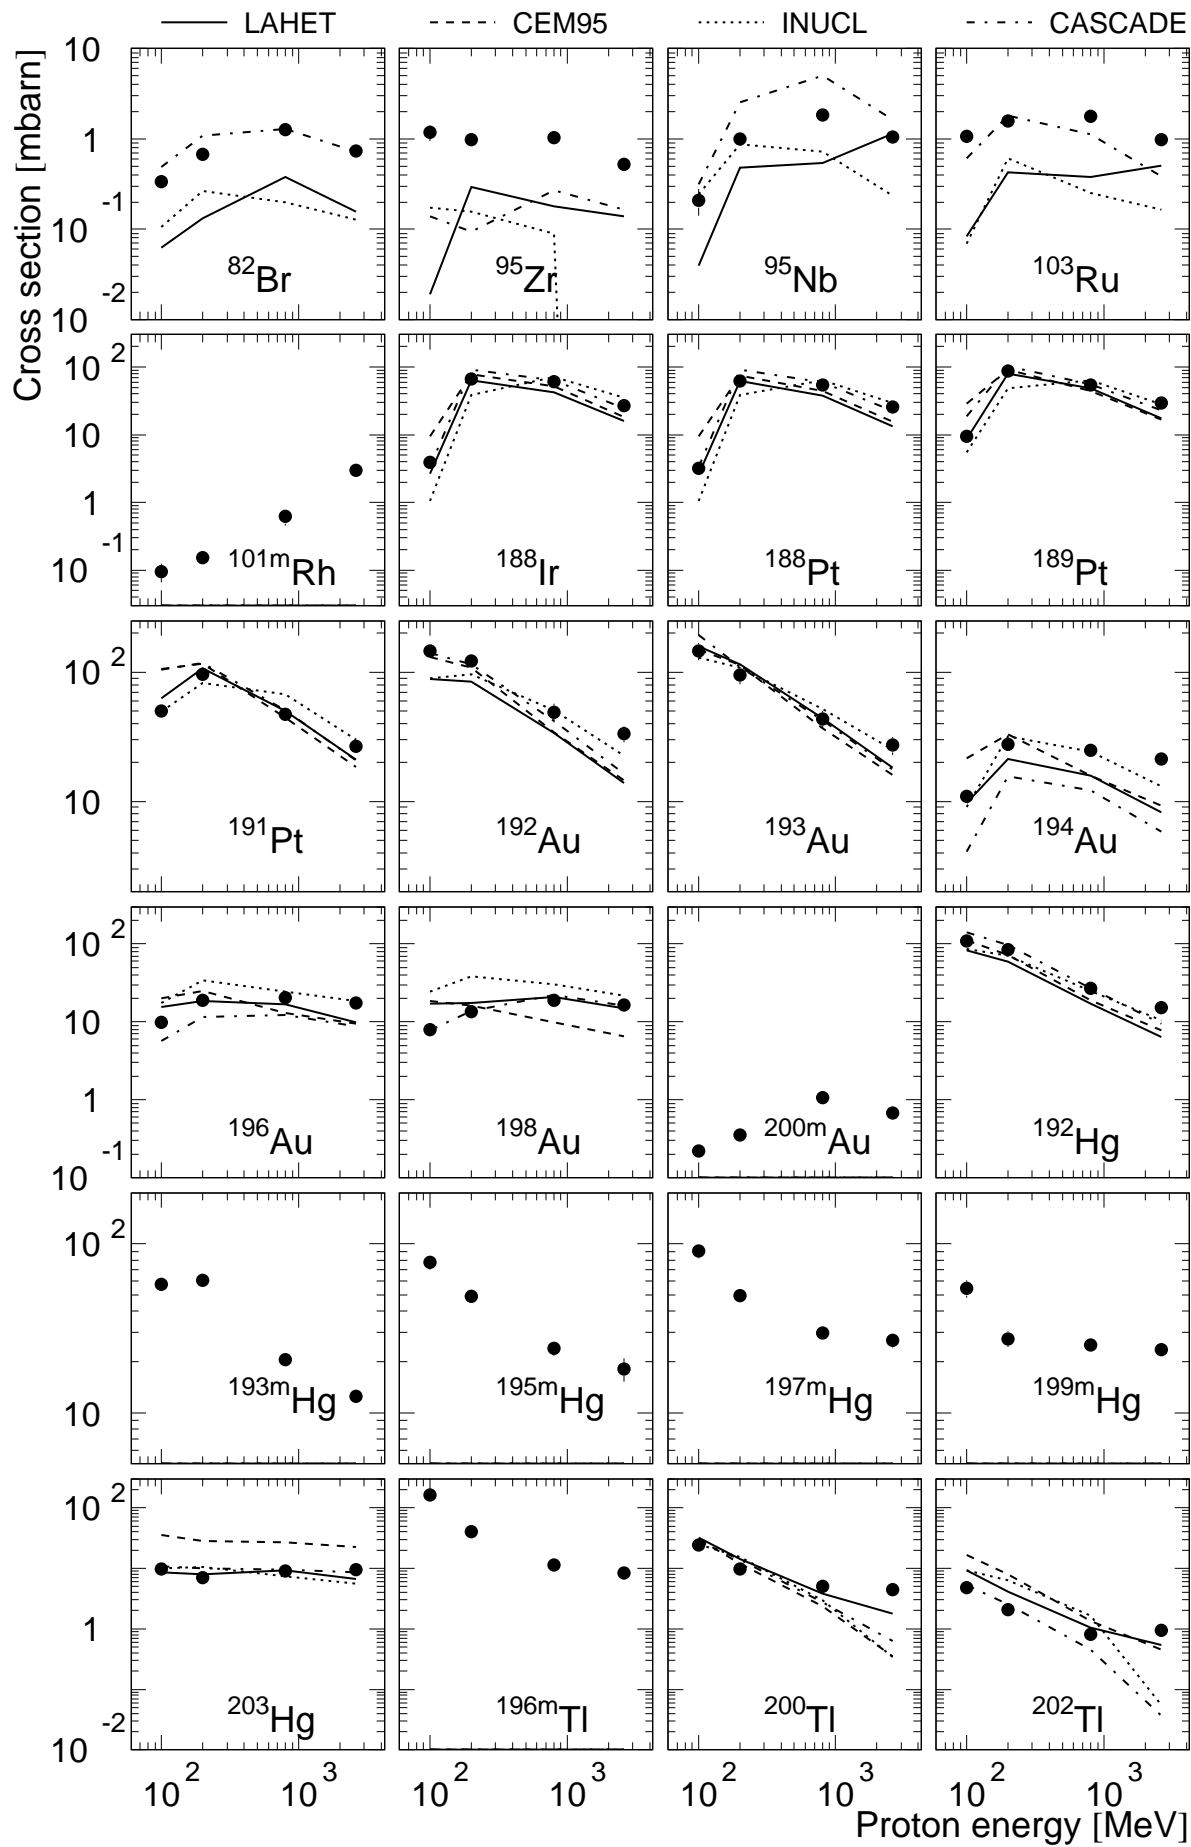 LAHET CEM95 INUCL CASCADE
Cross section [mbarn]
10
1
10 -1
10 -2
82Br 95Zr 95Nb 103Ru
10 2
10
1
10 -1
101mRh 188Ir 188Pt 189Pt
10 2
10
191Pt 192Au 193Au 194Au
10 2
10
1
10 -1
196Au 198Au 200mAu 192Hg
10 2
10
193mHg 195mHg 197mHg 199mHg
10 2
1
10 -2
203Hg 196mTl 200Tl 202Tl
10 2 10 3 10 2 10 3 10 2 10 3 10 2 10 3
Proton energy [MeV]